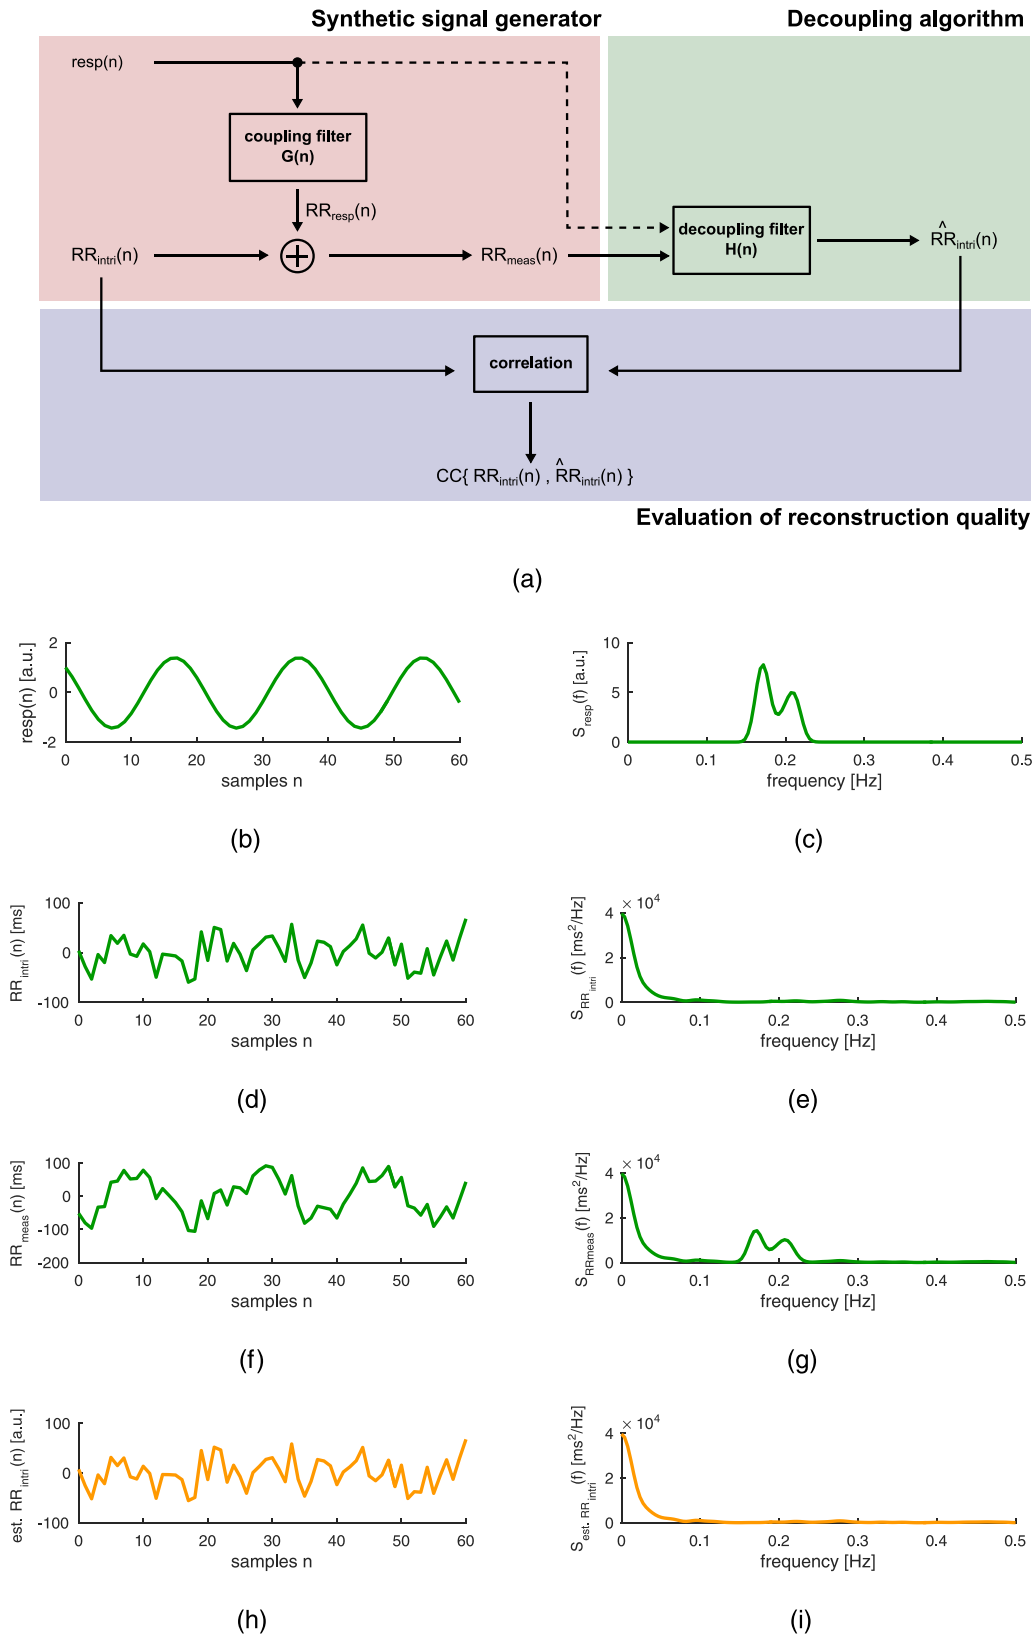 Synthetic signal generator
Decoupling algorithm
resp(n)
coupling filter
G(n)
RRresp(n)
RRintri(n)
RRmeas(n)
decoupling filter
H(n)
^
RRintri(n)
correlation
CC{ RRintri(n) , R̂Rintri(n) }
Evaluation of reconstruction quality
(a)
resp(n) [a.u.]
2
0
-2
0 10 20 30 40 50 60
samples n
(b)
Sresp(f) [a.u.]
10
5
0
0 0.1 0.2 0.3 0.4 0.5
frequency [Hz]
(c)
RRintri(n) [ms]
100
0
-100
0 10 20 30 40 50 60
samples n
(d)
SRRintri(f) [ms²/Hz]
× 10⁴
4
2
0
0 0.1 0.2 0.3 0.4 0.5
frequency [Hz]
(e)
RRmeas(n) [ms]
100
0
-100
-200
0 10 20 30 40 50 60
samples n
(f)
SRRmeas(f) [ms²/Hz]
× 10⁴
4
2
0
0 0.1 0.2 0.3 0.4 0.5
frequency [Hz]
(g)
est. RRintri(n) [a.u.]
100
0
-100
0 10 20 30 40 50 60
samples n
(h)
Sest. RRintri(f) [ms²/Hz]
× 10⁴
4
2
0
0 0.1 0.2 0.3 0.4 0.5
frequency [Hz]
(i)